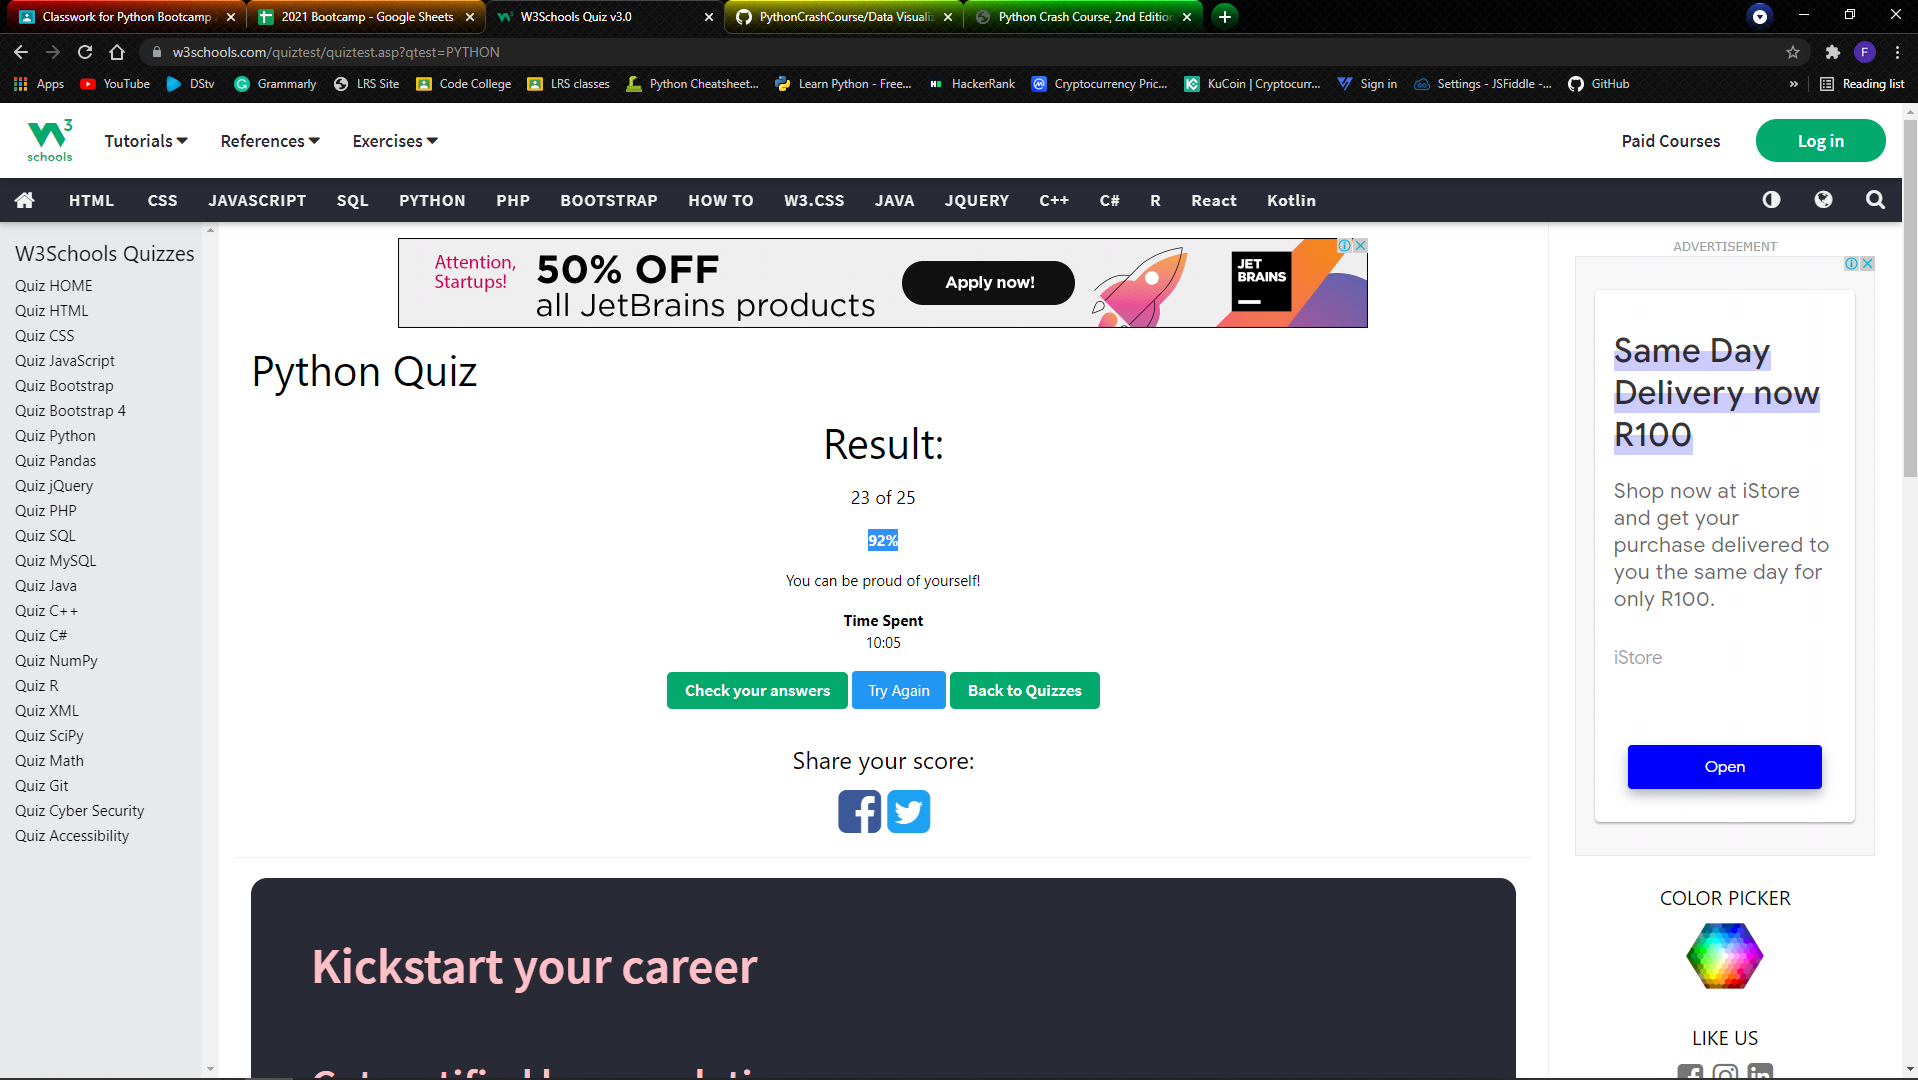 Classwork for Python Bootcamp
2021 Bootcamp - Google Sheets
W3Schools Quiz v3.0
PythonCrashCourse/Data Visuali
Python Crash Course, 2nd Edition
w3schools.com/quiztest/quiztest.asp?qtest=PYTHON
F
Apps
YouTube
DStv
Grammarly
LRS Site
Code College
LRS classes
Python Cheatsheet...
Learn Python - Free...
HackerRank
Cryptocurrency Pric...
KuCoin | Cryptocurr...
Sign in
Settings - JSFiddle -...
GitHub
»
Reading list
W3
schools
Tutorials
References
Exercises
Paid Courses
Log in
HTML
CSS
JAVASCRIPT
SQL
PYTHON
PHP
BOOTSTRAP
HOW TO
W3.CSS
JAVA
JQUERY
C++
C#
R
React
Kotlin
W3Schools Quizzes
Quiz HOME
Quiz HTML
Quiz CSS
Quiz JavaScript
Quiz Bootstrap
Quiz Bootstrap 4
Quiz Python
Quiz Pandas
Quiz jQuery
Quiz PHP
Quiz SQL
Quiz MySQL
Quiz Java
Quiz C++
Quiz C#
Quiz NumPy
Quiz R
Quiz XML
Quiz SciPy
Quiz Math
Quiz Git
Quiz Cyber Security
Quiz Accessibility
Attention,
Startups!
50% OFF
all JetBrains products
Apply now!
JET
BRAINS
Python Quiz
Result:
23 of 25
92%
You can be proud of yourself!
Time Spent
10:05
Check your answers
Try Again
Back to Quizzes
Share your score:
Kickstart your career
ADVERTISEMENT
Same Day
Delivery now
R100
Shop now at iStore
and get your
purchase delivered to
you the same day for
only R100.
iStore
Open
COLOR PICKER
LIKE US